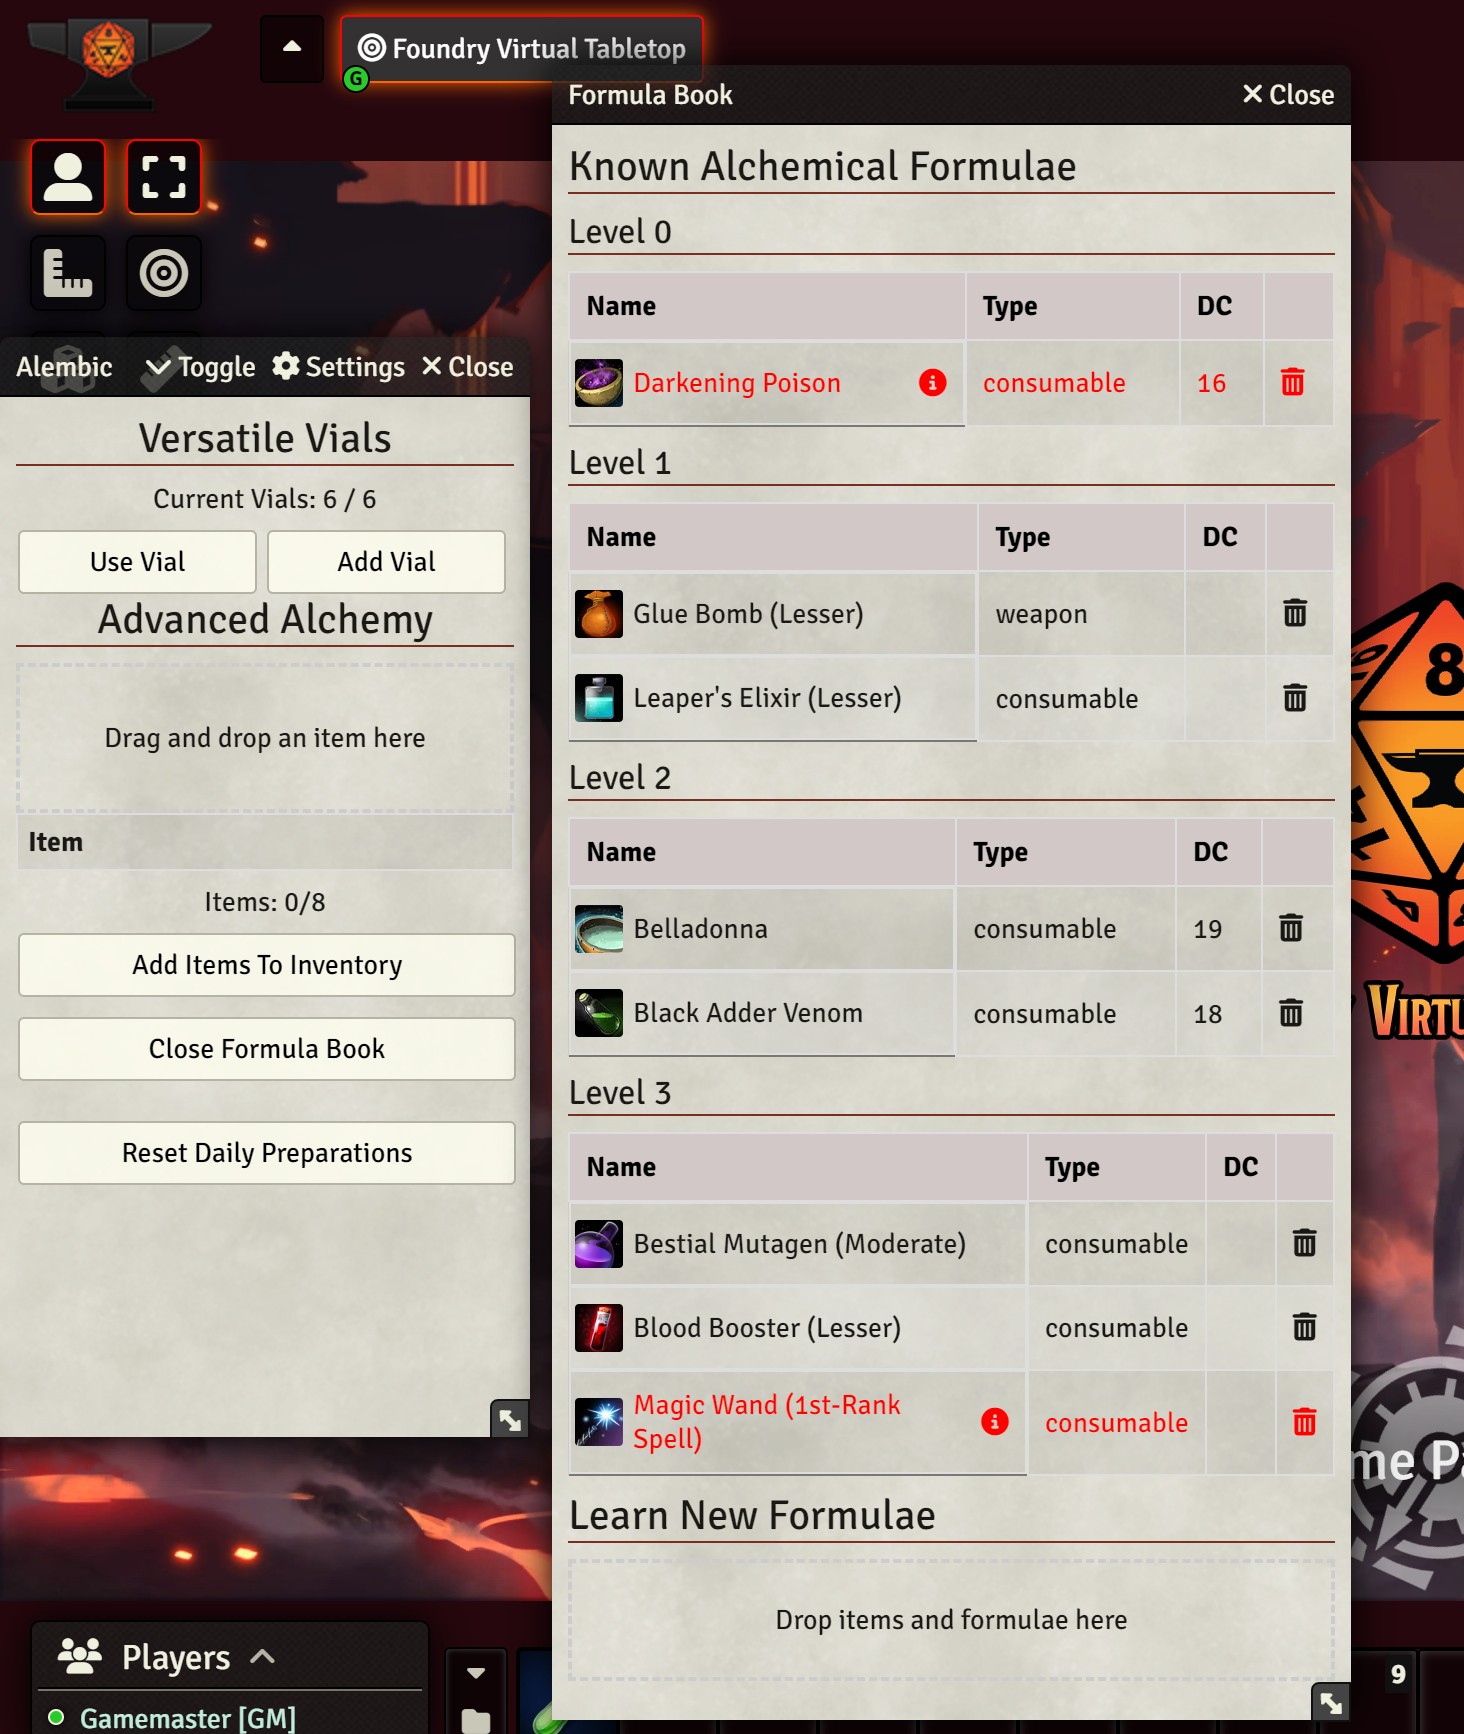 Foundry Virtual Tabletop
G
Formula Book
Close
Known Alchemical Formulae
Level 0
Name Type DC
Darkening Poison consumable 16
Level 1
Name Type DC
Glue Bomb (Lesser) weapon
Leaper's Elixir (Lesser) consumable
Level 2
Name Type DC
Belladonna consumable 19
Black Adder Venom consumable 18
Level 3
Name Type DC
Bestial Mutagen (Moderate) consumable
Blood Booster (Lesser) consumable
Magic Wand (1st-Rank
Spell) consumable
Learn New Formulae
Drop items and formulae here
Alembic Toggle Settings Close
Versatile Vials
Current Vials: 6 / 6
Use Vial Add Vial
Advanced Alchemy
Drag and drop an item here
Item
Items: 0/8
Add Items To Inventory
Close Formula Book
Reset Daily Preparations
8
Players
Gamemaster [GM]
9